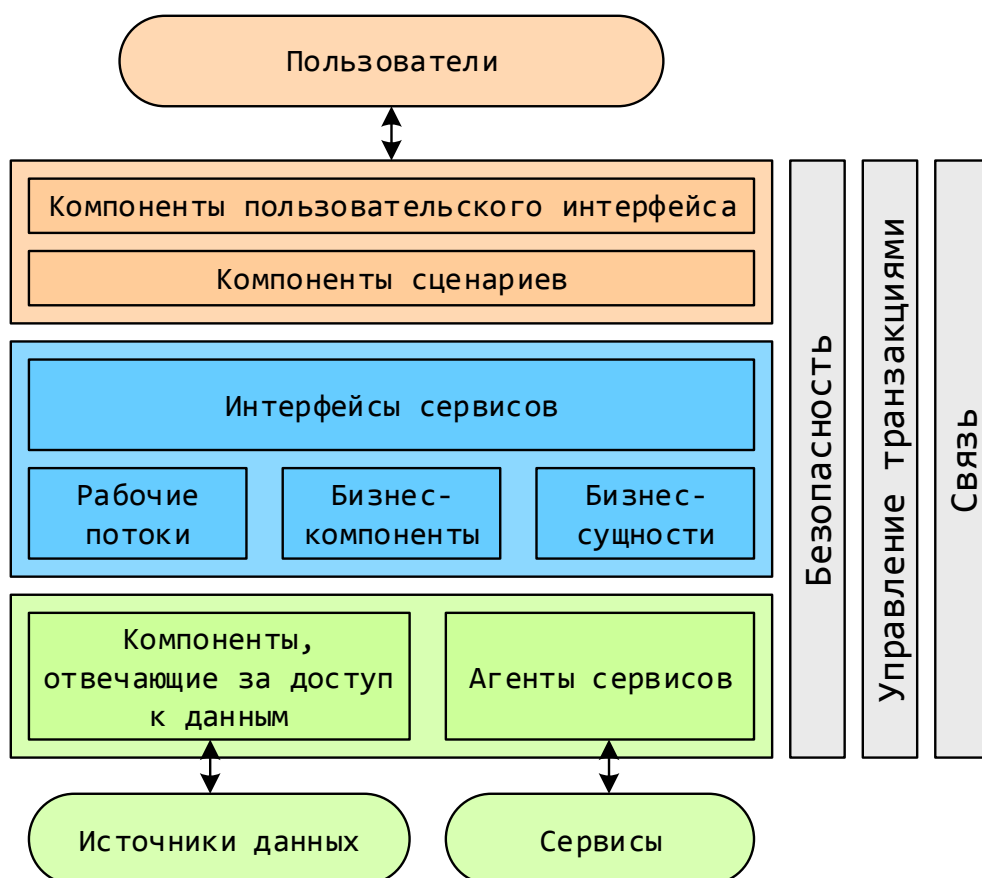 Пользователи
Компоненты пользовательского интерфейса
Компоненты сценариев
Интерфейсы сервисов
Рабочие
потоки
Бизнес-
компоненты
Бизнес-
сущности
Компоненты,
отвечающие за доступ
к данным
Агенты сервисов
Источники данных
Сервисы
Безопасность
Управление транзакциями
Связь